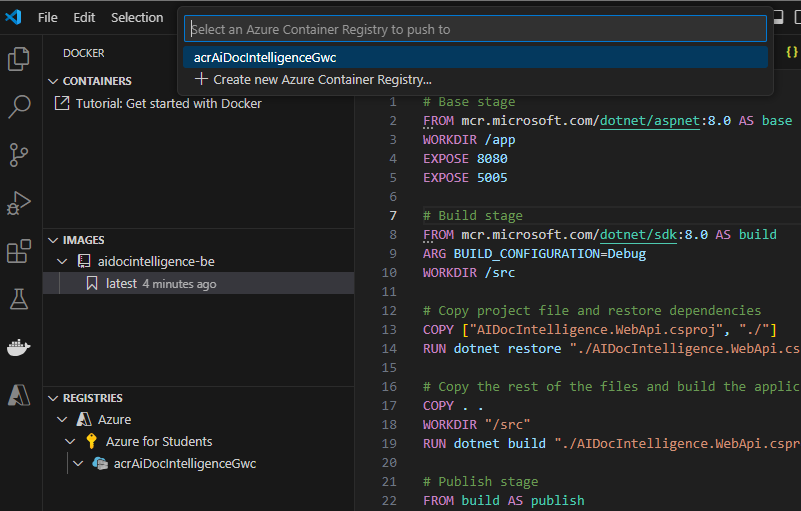 File Edit Selection
Select an Azure Container Registry to push to
acrAiDocIntelligenceGwc
Create new Azure Container Registry...
DOCKER
CONTAINERS
Tutorial: Get started with Docker
IMAGES
aidocintelligence-be
latest 4 minutes ago
REGISTRIES
Azure
Azure for Students
acrAiDocIntelligenceGwc
{}
1 # Base stage
2 FROM mcr.microsoft.com/dotnet/aspnet:8.0 AS base
3 WORKDIR /app
4 EXPOSE 8080
5 EXPOSE 5005
6
7 # Build stage
8 FROM mcr.microsoft.com/dotnet/sdk:8.0 AS build
9 ARG BUILD_CONFIGURATION=Debug
10 WORKDIR /src
11
12 # Copy project file and restore dependencies
13 COPY ["AIDocIntelligence.WebApi.csproj", "./"]
14 RUN dotnet restore "./AIDocIntelligence.WebApi.cs
15
16 # Copy the rest of the files and build the applic
17 COPY . .
18 WORKDIR "/src"
19 RUN dotnet build "./AIDocIntelligence.WebApi.cspr
20
21 # Publish stage
22 FROM build AS publish